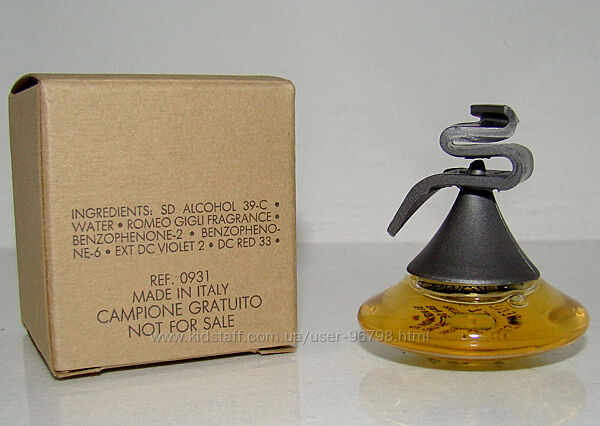 INGREDIENTS: SD ALCOHOL 39-C •
WATER • ROMEO GIGLI FRAGRANCE •
BENZOPHENONE-2 • BENZOPHENO-
NE-6 • EXT DC VIOLET 2 • DC RED 33 •
REF. 0931
MADE IN ITALY
CAMPIONE GRATUITO
NOT FOR SALE
www.kidstaff.com.ua/user-96798.html